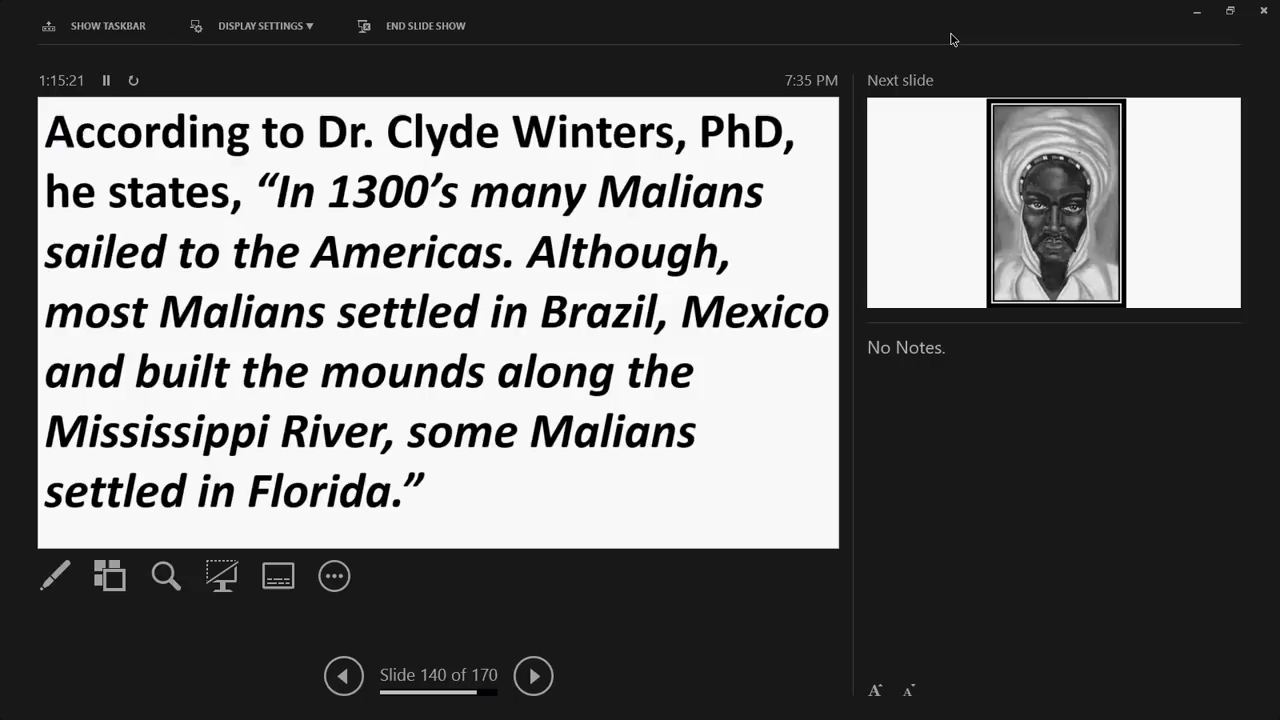 SHOW TASKBAR
DISPLAY SETTINGS ▼
END SLIDE SHOW
1:15:21
7:35 PM
According to Dr. Clyde Winters, PhD,
he states, “In 1300’s many Malians
sailed to the Americas. Although,
most Malians settled in Brazil, Mexico
and built the mounds along the
Mississippi River, some Malians
settled in Florida.”
Next slide
No Notes.
Slide 140 of 170
A A